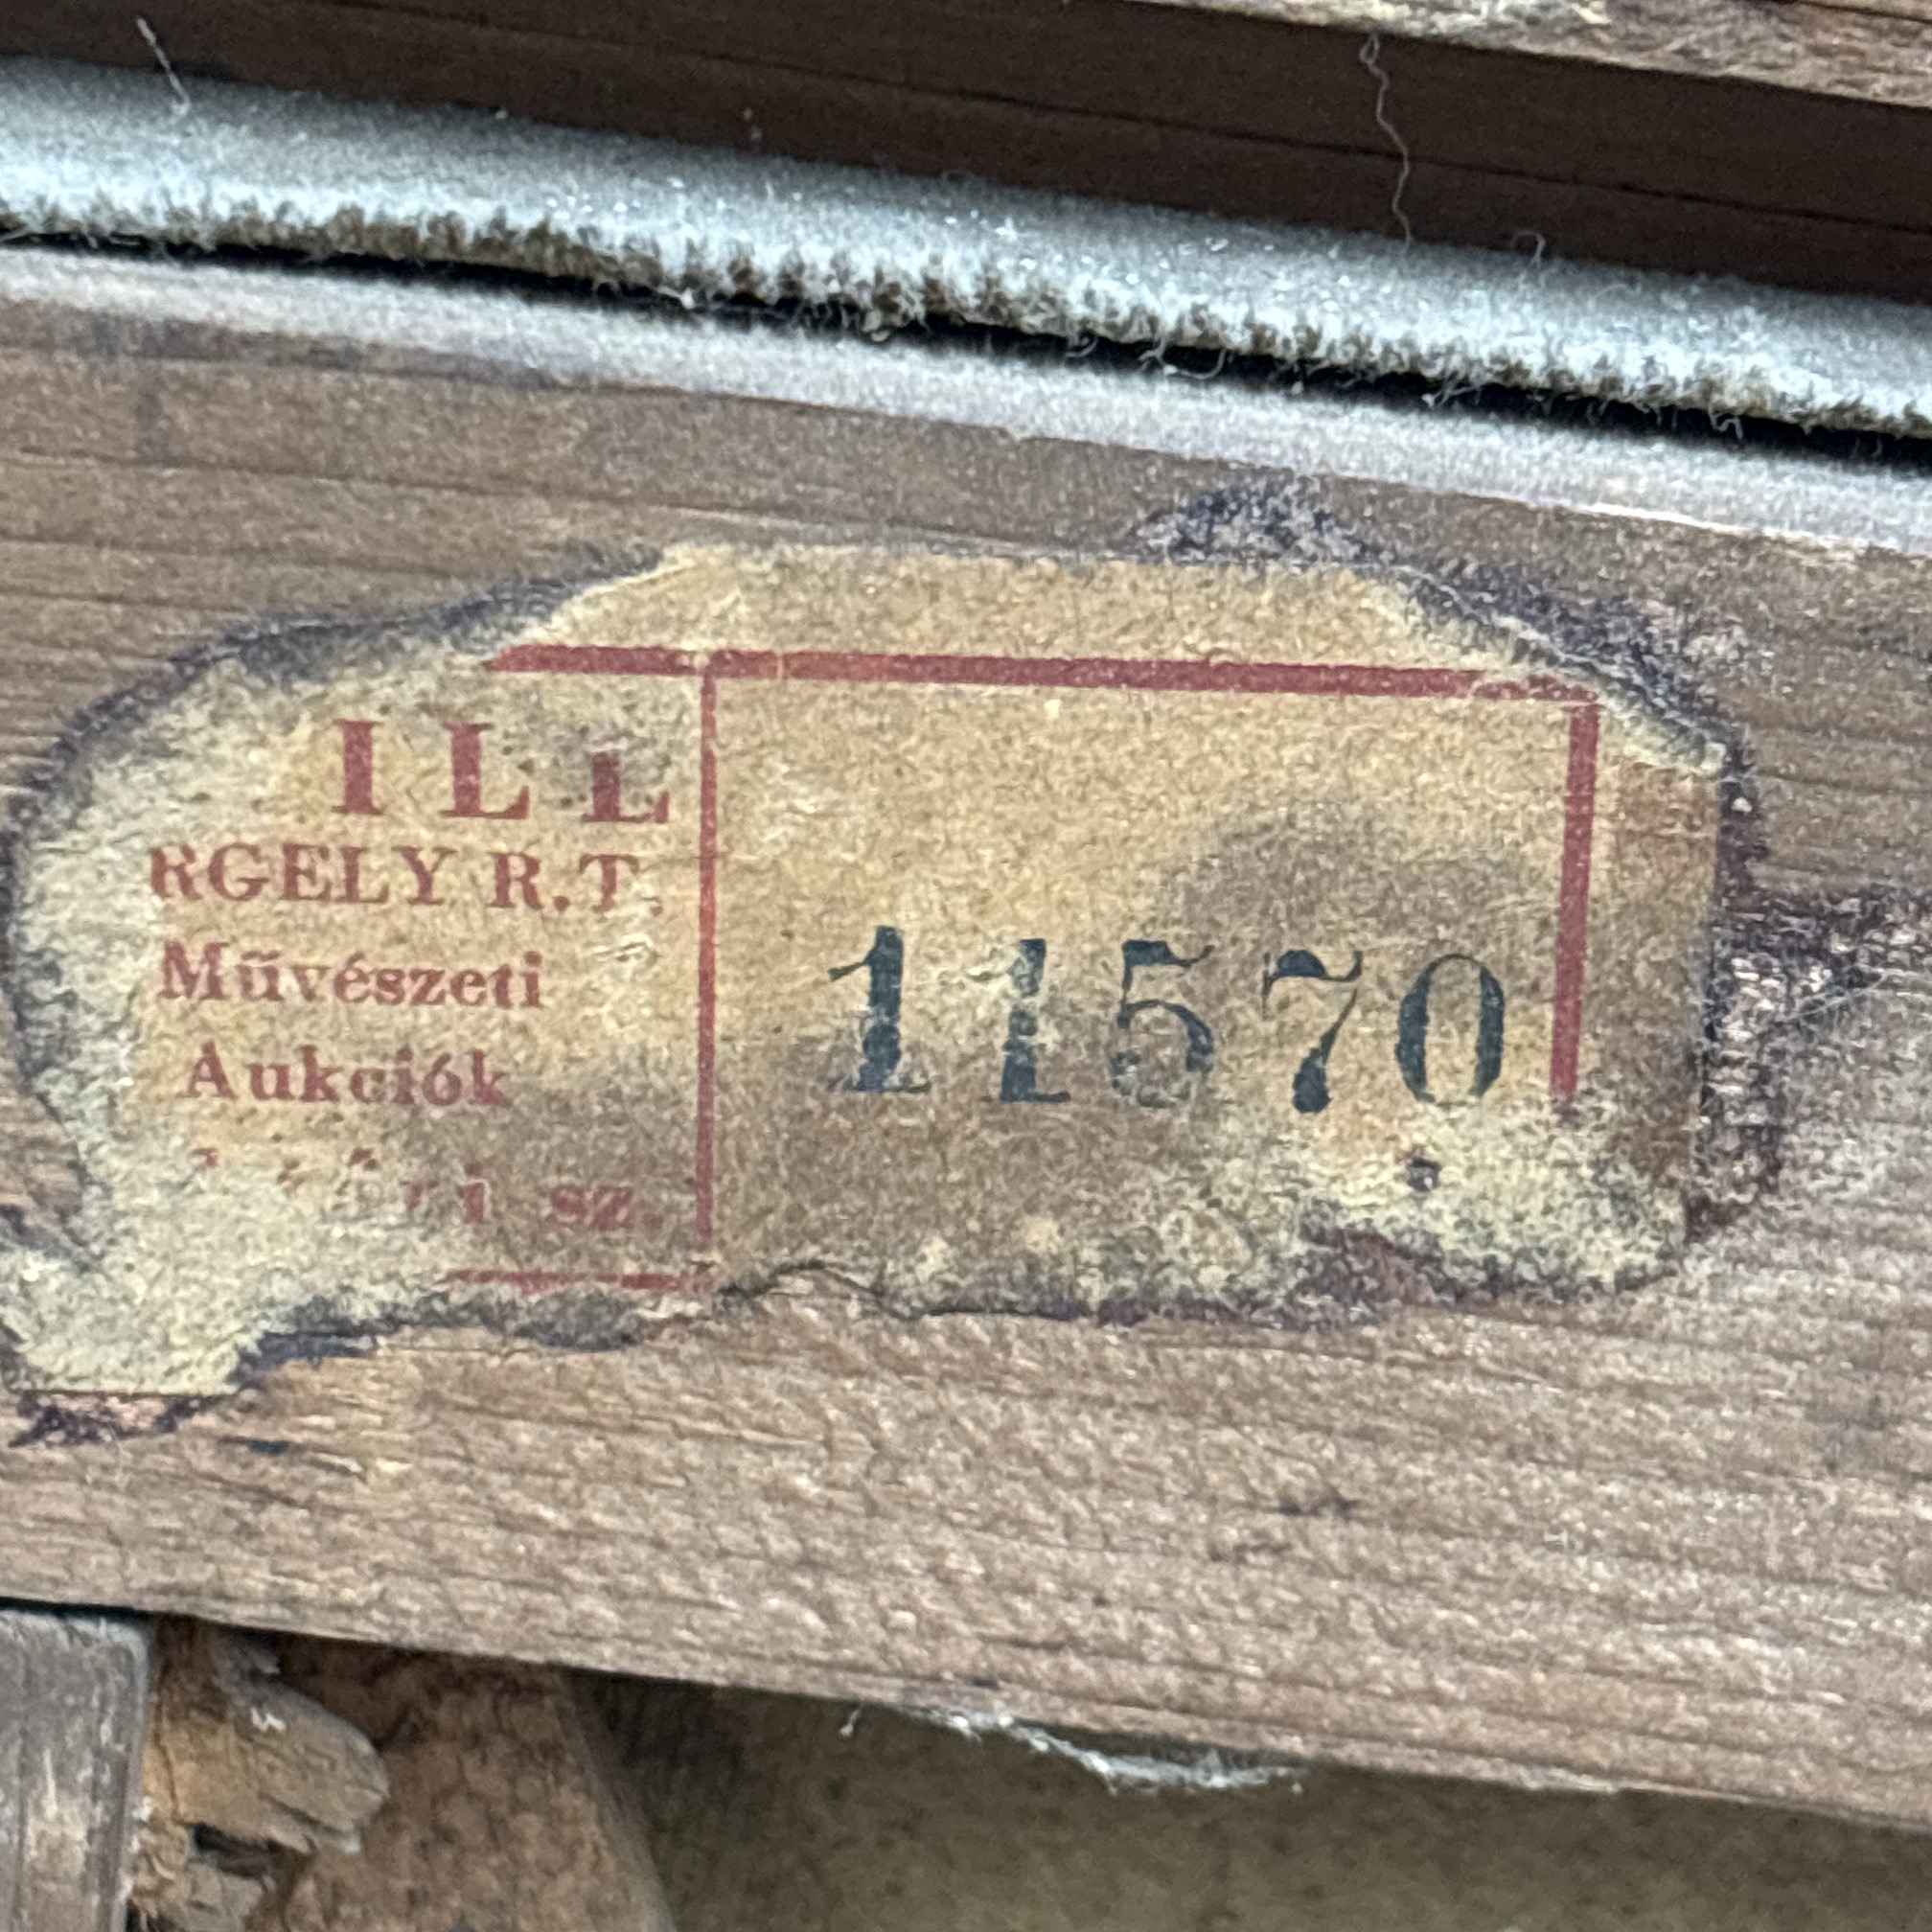 ILL
RGELY R.T.
Művészeti
Aukciók
sz.
11570